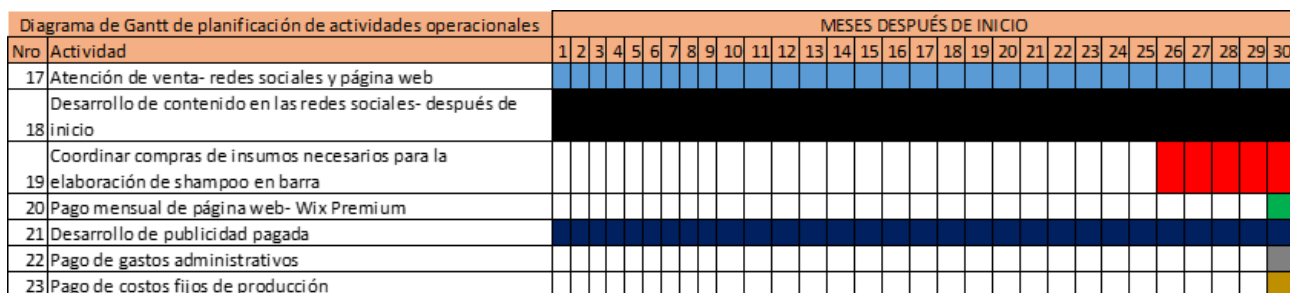 Diagrama de Gantt de planificación de actividades operacionales MESES DESPUÉS DE INICIO
Nro Actividad 1 2 3 4 5 6 7 8 9 10 11 12 13 14 15 16 17 18 19 20 21 22 23 24 25 26 27 28 29 30
17 Atención de venta- redes sociales y página web
Desarrollo de contenido en las redes sociales- después de
18 inicio
Coordinar compras de insumos necesarios para la
19 elaboración de shampoo en barra
20 Pago mensual de página web- Wix Premium
21 Desarrollo de publicidad pagada
22 Pago de gastos administrativos
23 Pago de costos fijos de producción